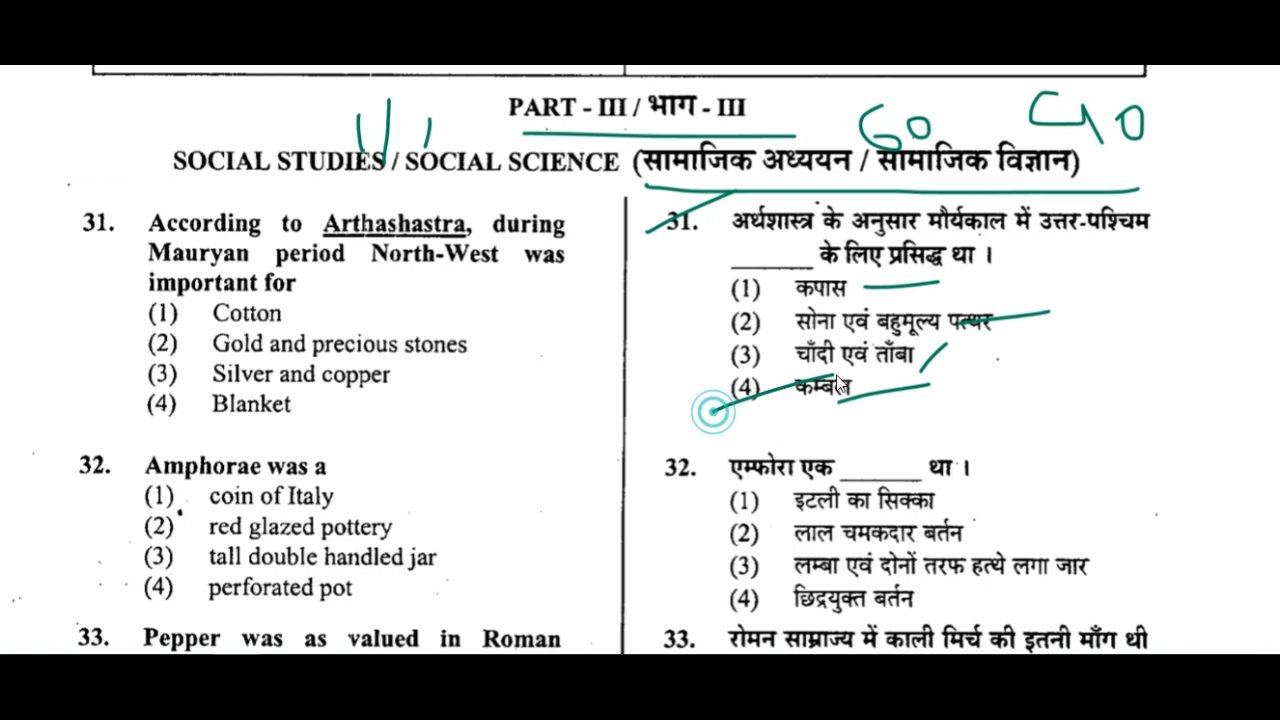 PART - III / भाग - III
SOCIAL STUDIES / SOCIAL SCIENCE (सामाजिक अध्ययन / सामाजिक विज्ञान)
31. According to Arthashastra, during
Mauryan period North-West was
important for
(1) Cotton
(2) Gold and precious stones
(3) Silver and copper
(4) Blanket
32. Amphorae was a
(1) coin of Italy
(2) red glazed pottery
(3) tall double handled jar
(4) perforated pot
33. Pepper was as valued in Roman
31. अर्थशास्त्र के अनुसार मौर्यकाल में उत्तर-पश्चिम
________ के लिए प्रसिद्ध था ।
(1) कपास
(2) सोना एवं बहुमूल्य पत्थर
(3) चाँदी एवं ताँबा
(4) कम्बल
32. एम्फोरा एक ________ था ।
(1) इटली का सिक्का
(2) लाल चमकदार बर्तन
(3) लम्बा एवं दोनों तरफ हत्थे लगा जार
(4) छिद्रयुक्त बर्तन
33. रोमन साम्राज्य में काली मिर्च की इतनी माँग थी